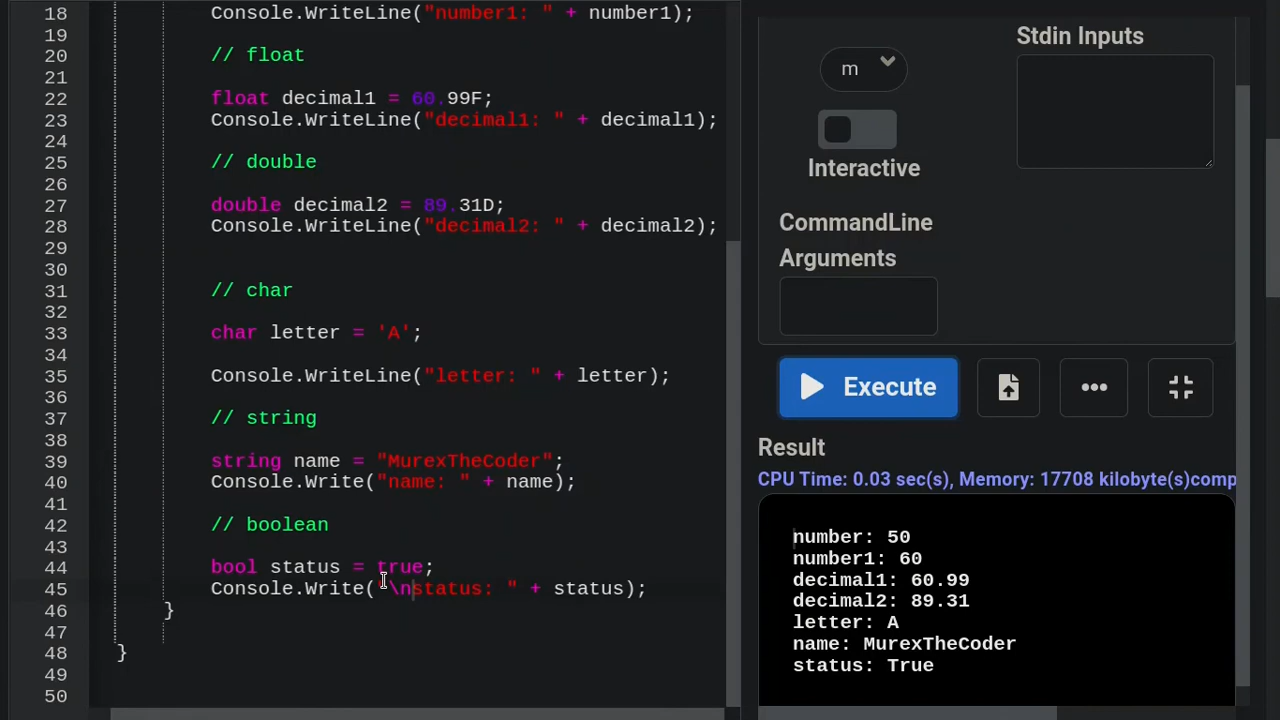 18 Console.WriteLine("number1: " + number1);
19
20 // float
21
22 float decimal1 = 60.99F;
23 Console.WriteLine("decimal1: " + decimal1);
24
25 // double
26
27 double decimal2 = 89.31D;
28 Console.WriteLine("decimal2: " + decimal2);
29
30
31 // char
32
33 char letter = 'A';
34
35 Console.WriteLine("letter: " + letter);
36
37 // string
38
39 string name = "MurexTheCoder";
40 Console.Write("name: " + name);
41
42 // boolean
43
44 bool status = true;
45 Console.Write("\nstatus: " + status);
46 }
47
48 }
49
50
Stdin Inputs
m
Interactive
CommandLine
Arguments
Execute
•••
Result
CPU Time: 0.03 sec(s), Memory: 17708 kilobyte(s)comp
number: 50
number1: 60
decimal1: 60.99
decimal2: 89.31
letter: A
name: MurexTheCoder
status: True